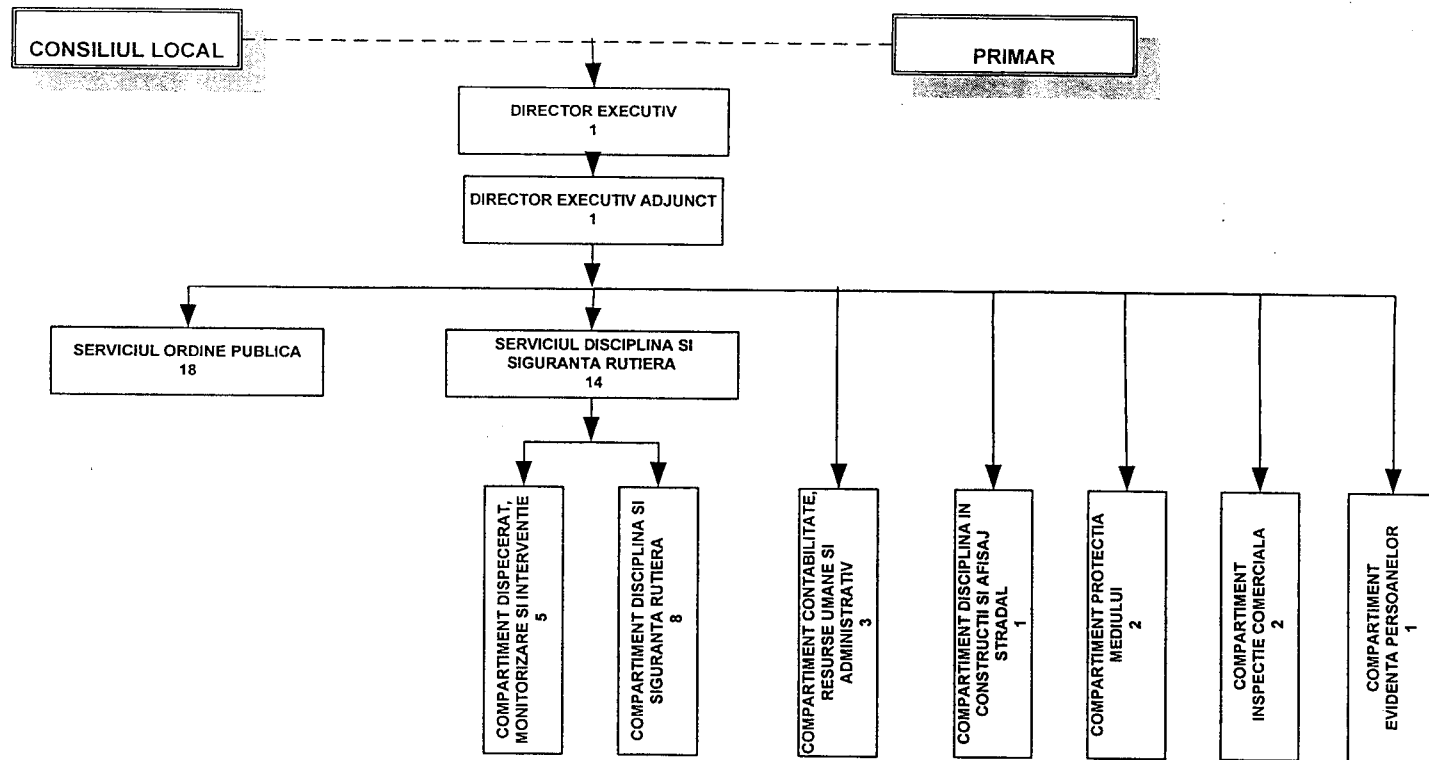 CONSILIUL LOCAL
PRIMAR
DIRECTOR EXECUTIV
1
DIRECTOR EXECUTIV ADJUNCT
1
SERVICIUL ORDINE PUBLICA
18
SERVICIUL DISCIPLINA SI
SIGURANTA RUTIERA
14
COMPARTIMENT DISPECERAT,
MONITORIZARE SI INTERVENTIE
5
COMPARTIMENT DISCIPLINA SI
SIGURANTA RUTIERA
8
COMPARTIMENT CONTABILITATE,
RESURSE UMANE SI
ADMINISTRATIV
3
COMPARTIMENT DISCIPLINA IN
CONSTRUCTII SI AFISAJ
STRADAL
1
COMPARTIMENT PROTECTIA
MEDIULUI
2
COMPARTIMENT
INSPECTIE COMERCIALA
2
COMPARTIMENT
EVIDENTA PERSOANELOR
1